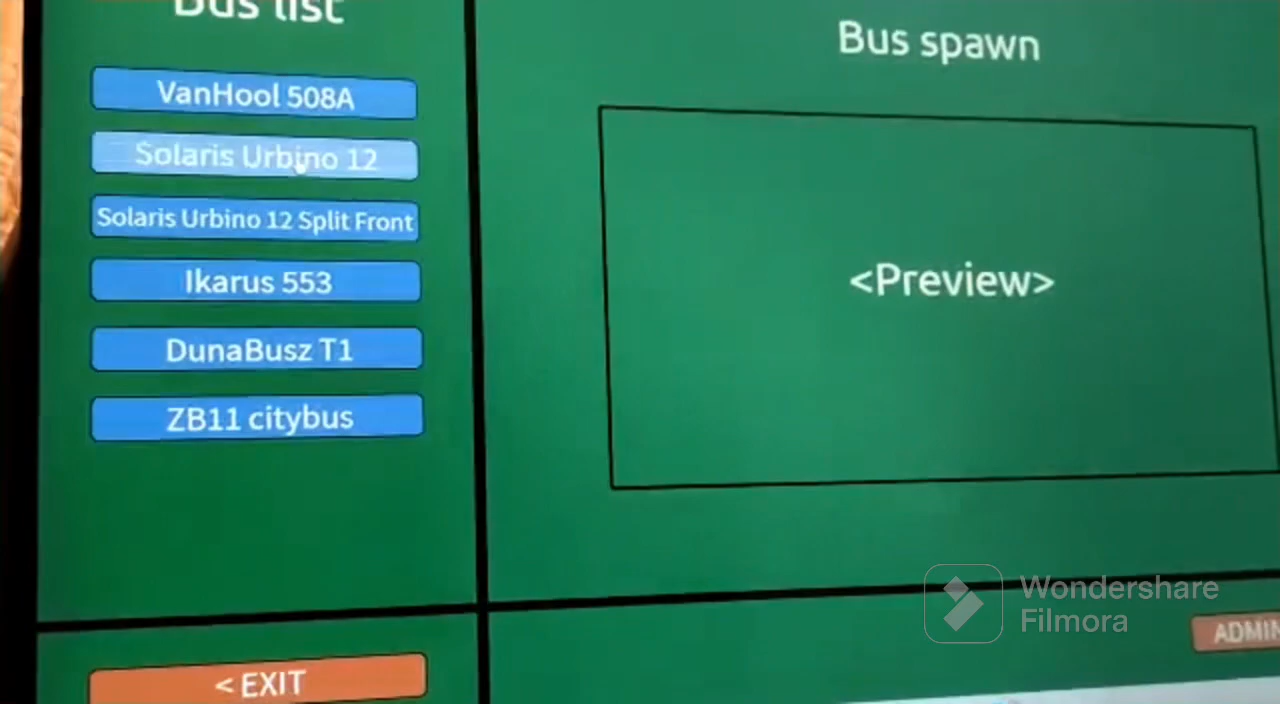 Bus list
VanHool 508A
Solaris Urbino 12
Solaris Urbino 12 Split Front
Ikarus 553
DunaBusz T1
ZB11 citybus
< EXIT
Bus spawn
<Preview>
ADMIN
Wondershare
Filmora